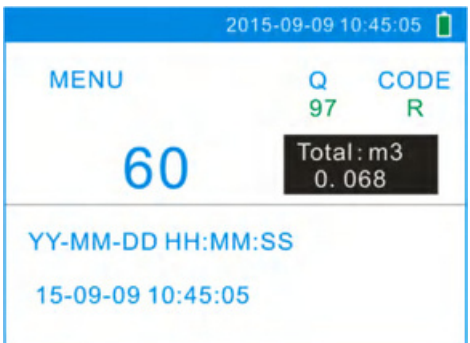 2015-09-09 10:45:05
MENU Q CODE
97 R
60 Total:m3
0.068
YY-MM-DD HH:MM:SS
15-09-09 10:45:05